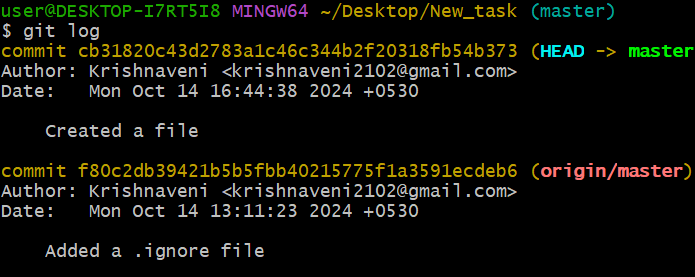 user@DESKTOP-I7RT5I8 MINGW64 ~/Desktop/New_task (master)
$ git log
commit cb31820c43d2783a1c46c344b2f20318fb54b373 (HEAD -> master
Author: Krishnaveni <krishnaveni2102@gmail.com>
Date:   Mon Oct 14 16:44:38 2024 +0530
    Created a file
commit f80c2db39421b5b5fbb40215775f1a3591ecdeb6 (origin/master)
Author: Krishnaveni <krishnaveni2102@gmail.com>
Date:   Mon Oct 14 13:11:23 2024 +0530
    Added a .ignore file